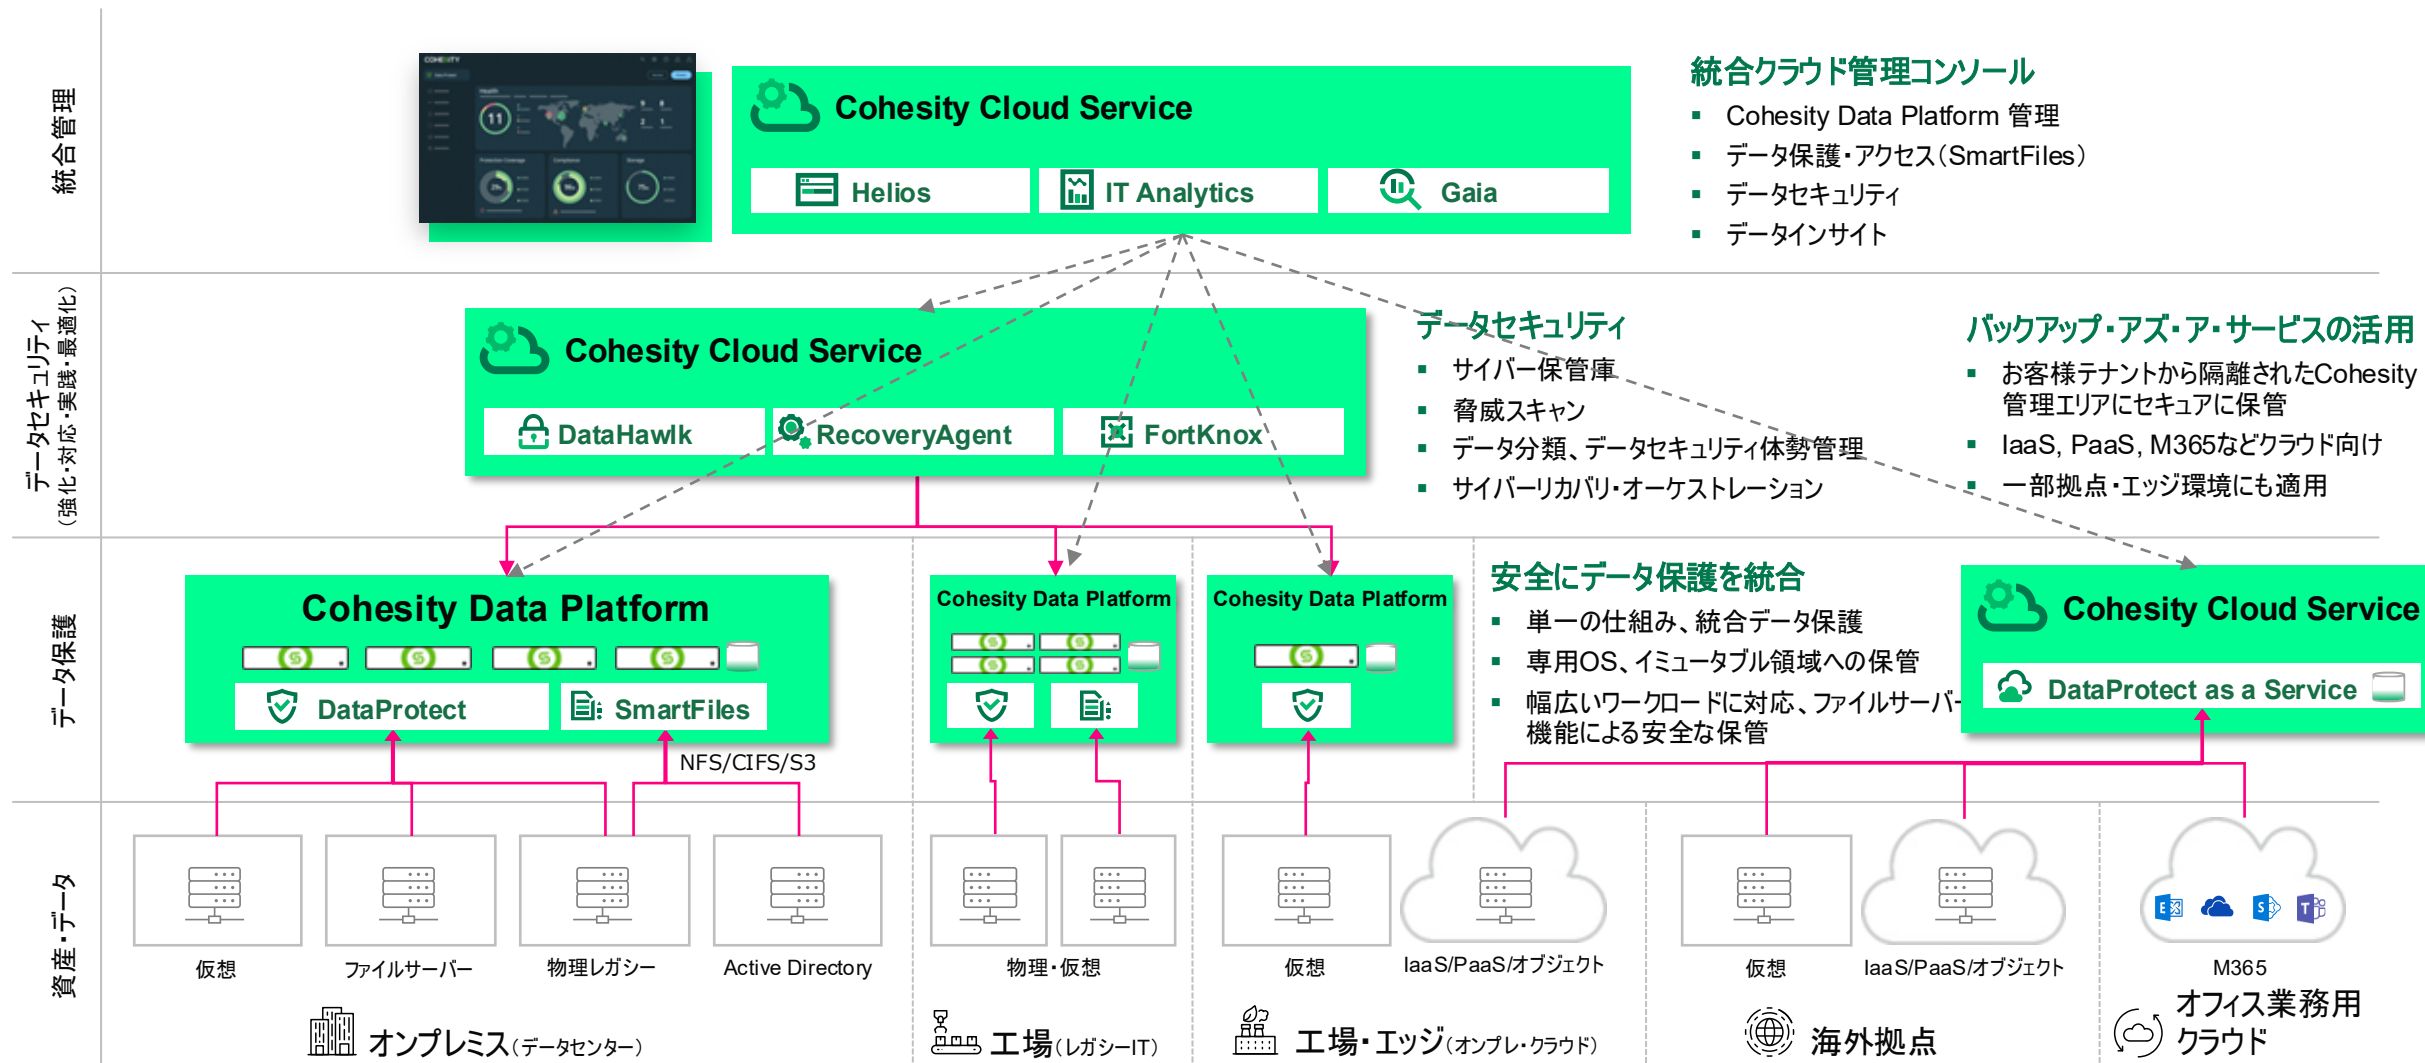 統合管理
COHESITY
Health
11
Protection Coverage
Compliance
Storage
Cohesity Cloud Service
Helios
IT Analytics
Gaia
統合クラウド管理コンソール
▪ Cohesity Data Platform 管理
▪ データ保護・アクセス（SmartFiles）
▪ データセキュリティ
▪ データインサイト
データセキュリティ
（強化・対応・実践・最適化）
Cohesity Cloud Service
DataHawlk
RecoveryAgent
FortKnox
データセキュリティ
▪ サイバー保管庫
▪ 脅威スキャン
▪ データ分類、データセキュリティ体勢管理
▪ サイバーリカバリ・オーケストレーション
バックアップ・アズ・ア・サービスの活用
▪ お客様テナントから隔離されたCohesity
管理エリアにセキュアに保管
▪ IaaS, PaaS, M365などクラウド向け
▪ 一部拠点・エッジ環境にも適用
データ保護
Cohesity Data Platform
DataProtect
SmartFiles
NFS/CIFS/S3
Cohesity Data Platform
Cohesity Data Platform
安全にデータ保護を統合
▪ 単一の仕組み、統合データ保護
▪ 専用OS、イミュータブル領域への保管
▪ 幅広いワークロードに対応、ファイルサーバー
機能による安全な保管
Cohesity Cloud Service
DataProtect as a Service
資産・データ
仮想
ファイルサーバー
物理レガシー
Active Directory
物理・仮想
仮想
IaaS/PaaS/オブジェクト
仮想
IaaS/PaaS/オブジェクト
M365
オンプレミス（データセンター）
工場（レガシーIT）
工場・エッジ（オンプレ・クラウド）
海外拠点
オフィス業務用
クラウド